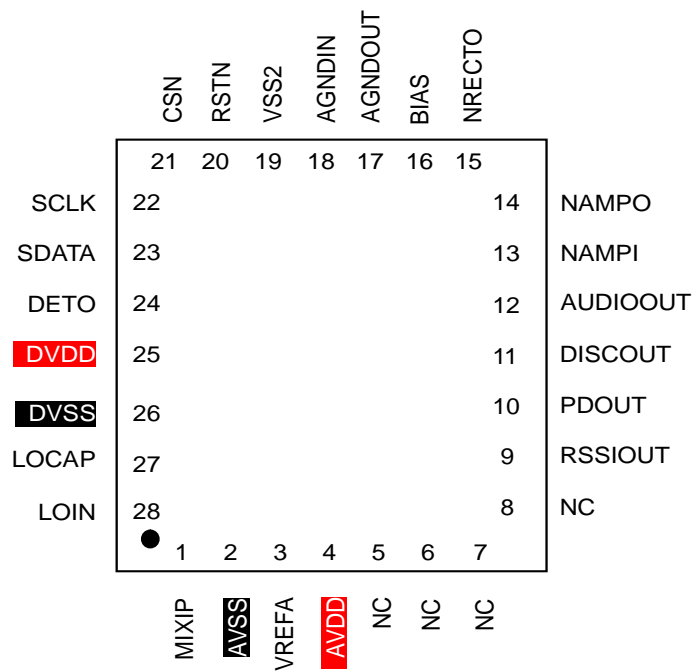 CSN RSTN VSS2 AGNDIN AGNDOUT BIAS NRECTO
21 20 19 18 17 16 15
SCLK 22 14 NAMPO
SDATA 23 13 NAMPI
DETO 24 12 AUDIOOUT
DVDD 25 11 DISCOUT
DVSS 26 10 PDOUT
LOCAP 27 9 RSSIOUT
LOIN 28 8 NC
1 2 3 4 5 6 7
MIXIP AVSS VREFA AVDD NC NC NC